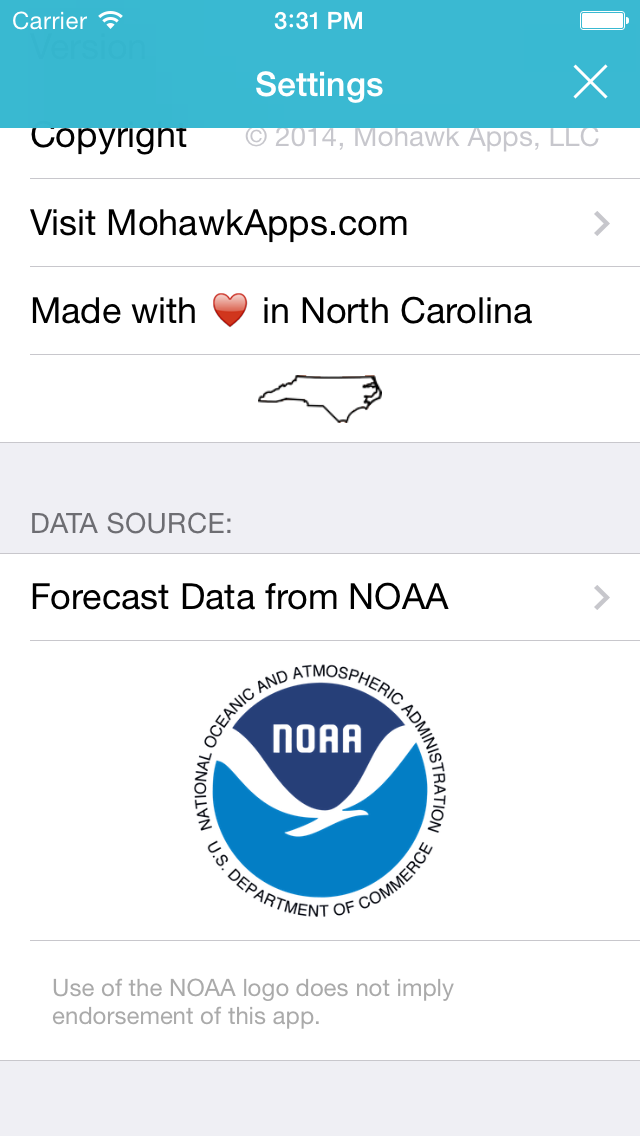 Carrier 3:31 PM
Version
Settings
Copyright © 2014, Mohawk Apps, LLC
Visit MohawkApps.com
Made with ❤️ in North Carolina
DATA SOURCE:
Forecast Data from NOAA
NATIONAL OCEANIC AND ATMOSPHERIC ADMINISTRATION
NOAA
U.S. DEPARTMENT OF COMMERCE
Use of the NOAA logo does not imply
endorsement of this app.